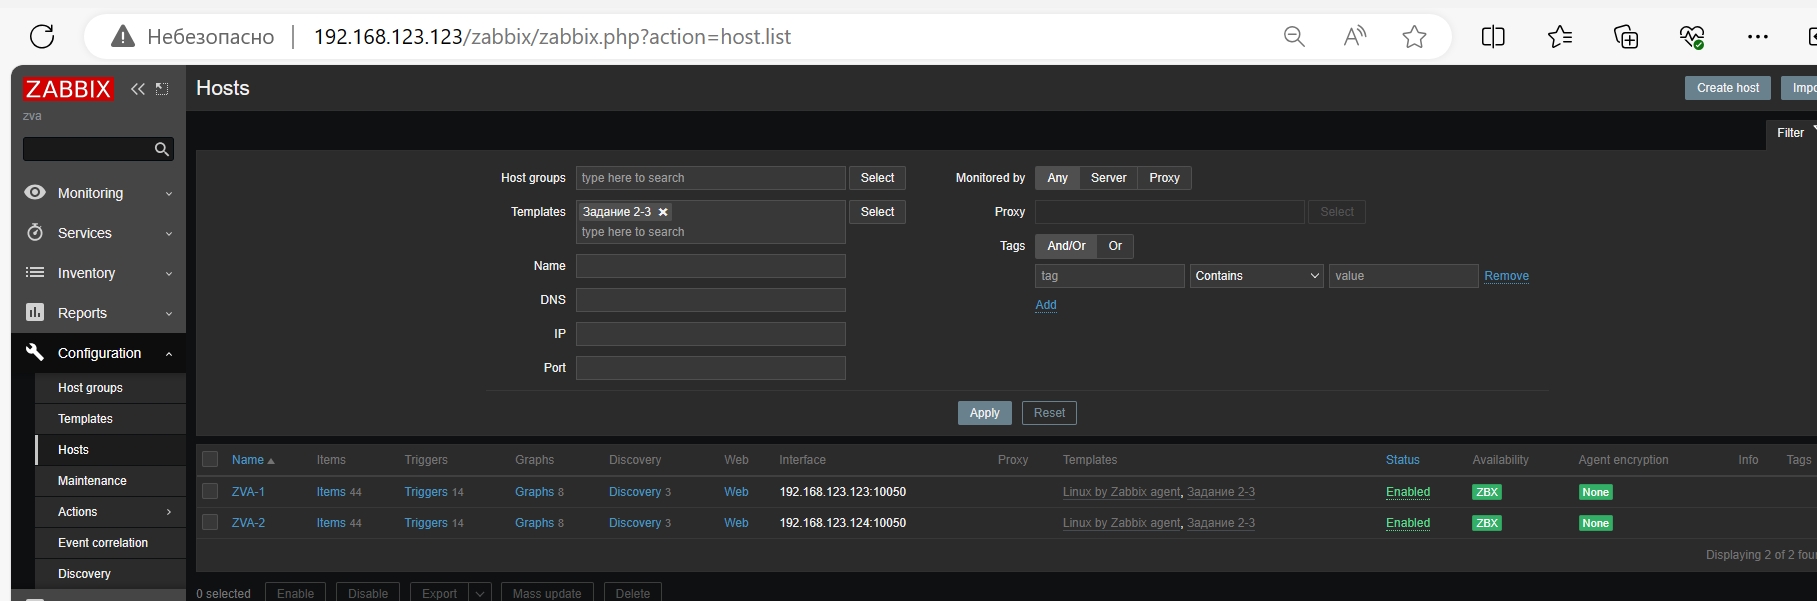 Небезопасно 192.168.123.123/zabbix/zabbix.php?action=host.list
ZABBIX
zva
Monitoring
Services
Inventory
Reports
Configuration
Host groups
Templates
Hosts
Maintenance
Actions
Event correlation
Discovery
Hosts
Create host
Impo
Filter
Host groups type here to search Select
Templates Задание 2-3 Select
type here to search
Name
DNS
IP
Port
Monitored by Any Server Proxy
Proxy Select
Tags And/Or Or
tag Contains value Remove
Add
Apply Reset
Name Items Triggers Graphs Discovery Web Interface Proxy Templates Status Availability Agent encryption Info Tags
ZVA-1 Items 44 Triggers 14 Graphs 8 Discovery 3 Web 192.168.123.123:10050 Linux by Zabbix agent, Задание 2-3 Enabled ZBX None
ZVA-2 Items 44 Triggers 14 Graphs 8 Discovery 3 Web 192.168.123.124:10050 Linux by Zabbix agent, Задание 2-3 Enabled ZBX None
Displaying 2 of 2 fou
0 selected Enable Disable Export Mass update Delete